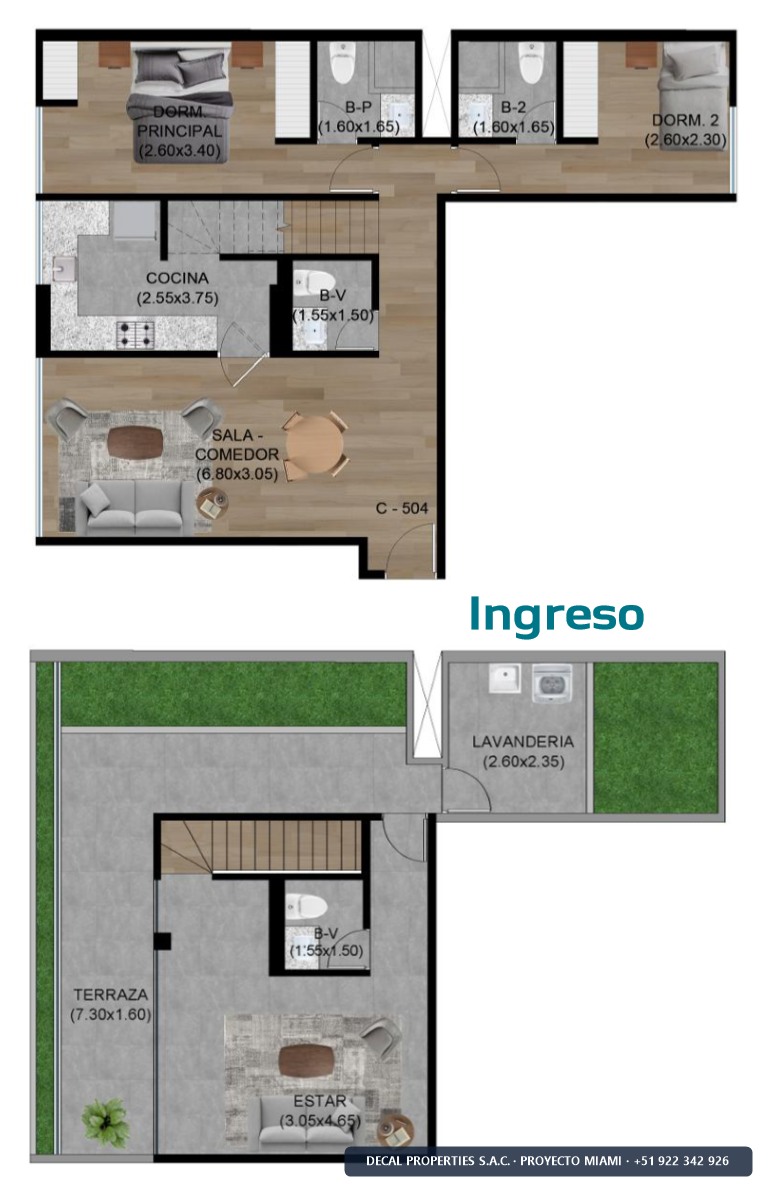 DORM.
PRINCIPAL
(2.60x3.40)
B-P
(1.60x1.65)
B-2
(1.60x1.65)
DORM. 2
(2.60x2.30)
COCINA
(2.55x3.75)
B-V
(1.55x1.50)
SALA -
COMEDOR
(6.80x3.05)
C - 504
Ingreso
LAVANDERIA
(2.60x2.35)
B-V
(1.55x1.50)
TERRAZA
(7.30x1.60)
ESTAR
(3.05x4.65)
DECAL PROPERTIES S.A.C. · PROYECTO MIAMI · +51 922 342 926